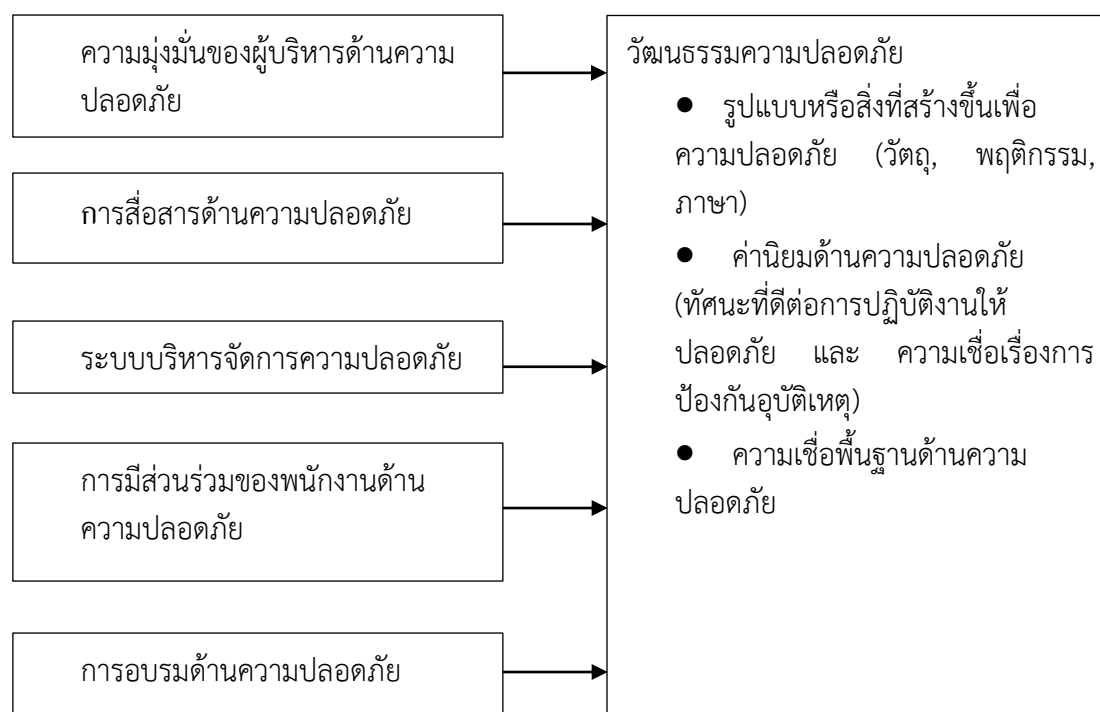 ความมุ่งมั่นของผู้บริหารด้านความ
ปลอดภัย
การสื่อสารด้านความปลอดภัย
ระบบบริหารจัดการความปลอดภัย
การมีส่วนร่วมของพนักงานด้าน
ความปลอดภัย
การอบรมด้านความปลอดภัย
วัฒนธรรมความปลอดภัย
● รูปแบบหรือสิ่งที่สร้างขึ้นเพื่อ
ความปลอดภัย (วัตถุ, พฤติกรรม,
ภาษา)
● ค่านิยมด้านความปลอดภัย
(ทัศนะที่ดีต่อการปฏิบัติงานให้
ปลอดภัย และ ความเชื่อเรื่องการ
ป้องกันอุบัติเหตุ)
● ความเชื่อพื้นฐานด้านความ
ปลอดภัย